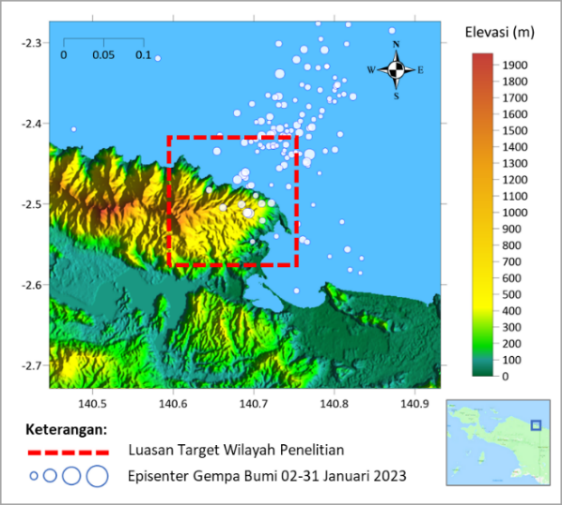 Elevasi (m)
-2.3
-2.4
-2.5
-2.6
-2.7
0 0.05 0.1
N
W E
S
1900
1800
1700
1600
1500
1400
1300
1200
1100
1000
900
800
700
600
500
400
300
200
100
0
140.5 140.6 140.7 140.8 140.9
Keterangan:
Luasan Target Wilayah Penelitian
Episenter Gempa Bumi 02-31 Januari 2023